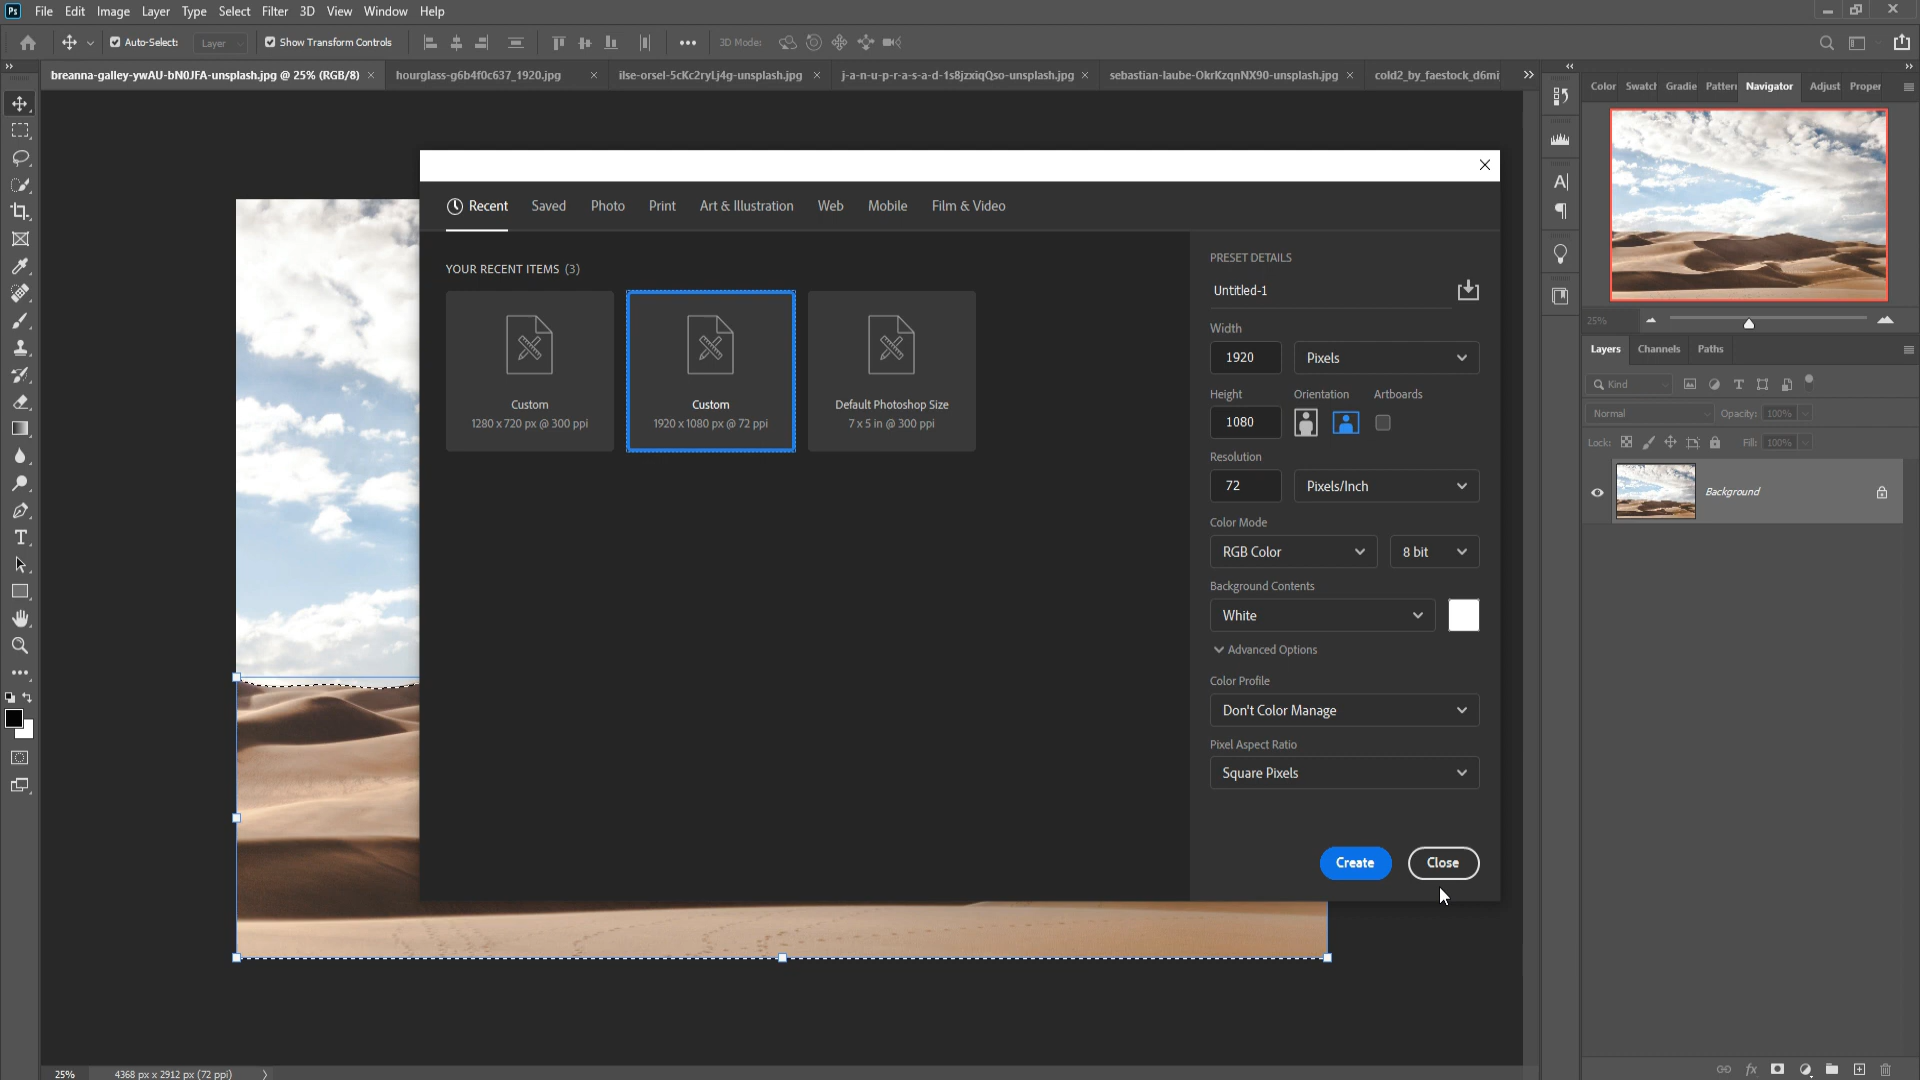 Ps File Edit Image Layer Type Select Filter 3D View Window Help
Auto-Select: Layer Show Transform Controls 3D Mode:
breanna-galley-ywAU-bN0JFA-unsplash.jpg @ 25% (RGB/8)
hourglass-g6b4f0c637_1920.jpg
ilse-orsel-5cKc2ryLj4g-unsplash.jpg
j-a-n-u-p-r-a-s-a-d-1s8jzxiqQso-unsplash.jpg
sebastian-laube-OkrKzqnNX90-unsplash.jpg
cold2_by_faestock_d6mi
Color Swatch Gradie Pattern Navigator Adjust Proper
Recent Saved Photo Print Art & Illustration Web Mobile Film & Video
YOUR RECENT ITEMS (3)
Custom
1280 x 720 px @ 300 ppi
Custom
1920 x 1080 px @ 72 ppi
Default Photoshop Size
7 x 5 in @ 300 ppi
PRESET DETAILS
Untitled-1
Width
1920 Pixels
Height Orientation Artboards
1080
Resolution
72 Pixels/Inch
Color Mode
RGB Color 8 bit
Background Contents
White
Advanced Options
Color Profile
Don't Color Manage
Pixel Aspect Ratio
Square Pixels
Create Close
25%
Layers Channels Paths
Kind
Normal Opacity: 100%
Lock: Fill: 100%
Background
25% 4368 px x 2912 px (72 ppi)